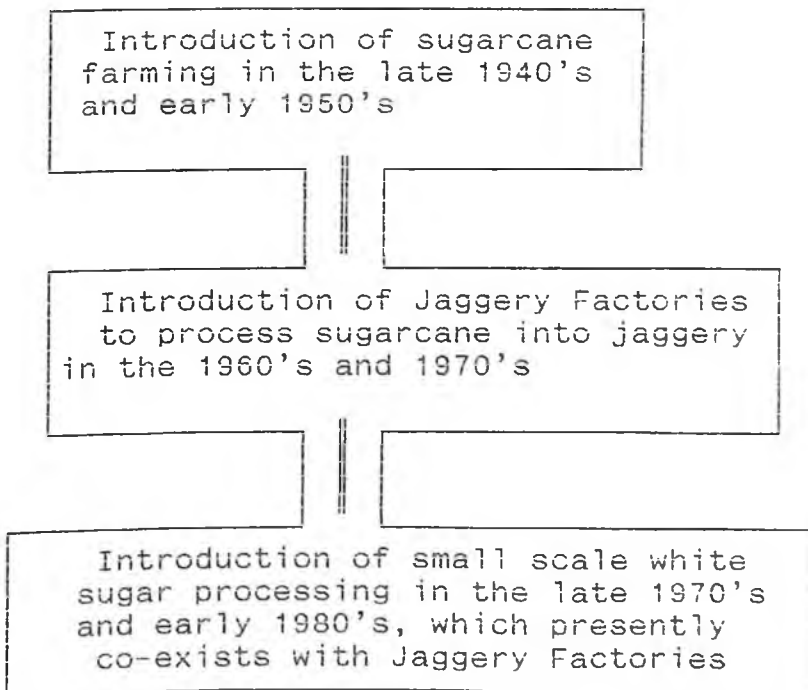 Introduction of sugarcane
farming in the late 1940's
and early 1950's
Introduction of Jaggery Factories
to process sugarcane into jaggery
in the 1960's and 1970's
Introduction of small scale white
sugar processing in the late 1970's
and early 1980's, which presently
co-exists with Jaggery Factories